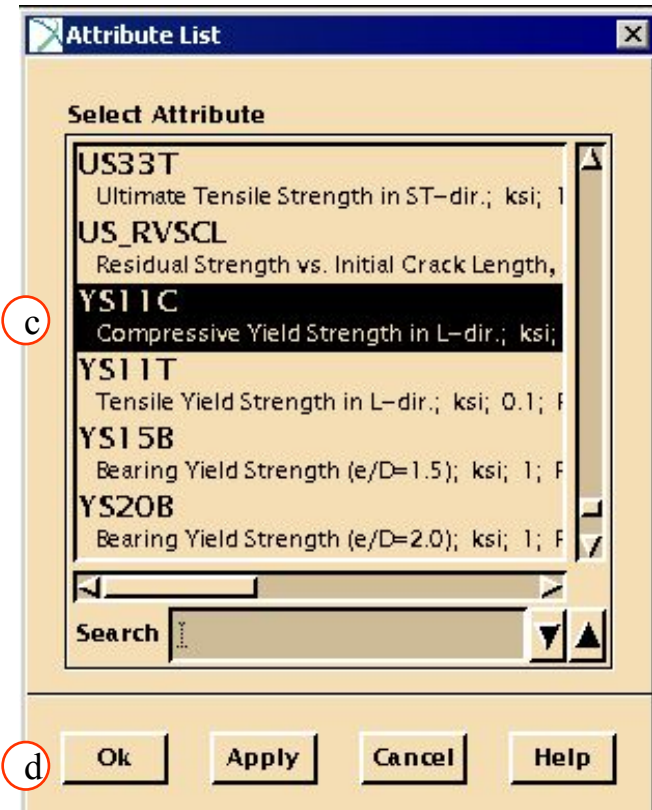 Attribute List
Select Attribute
US33T
Ultimate Tensile Strength in ST-dir.; ksi; 1
US_RVSCL
Residual Strength vs. Initial Crack Length,
c
YS11C
Compressive Yield Strength in L-dir.; ksi;
YS11T
Tensile Yield Strength in L-dir.; ksi; 0.1;
YS15B
Bearing Yield Strength (e/D=1.5); ksi; 1;
YS20B
Bearing Yield Strength (e/D=2.0); ksi; 1;
Search
d
Ok Apply Cancel Help